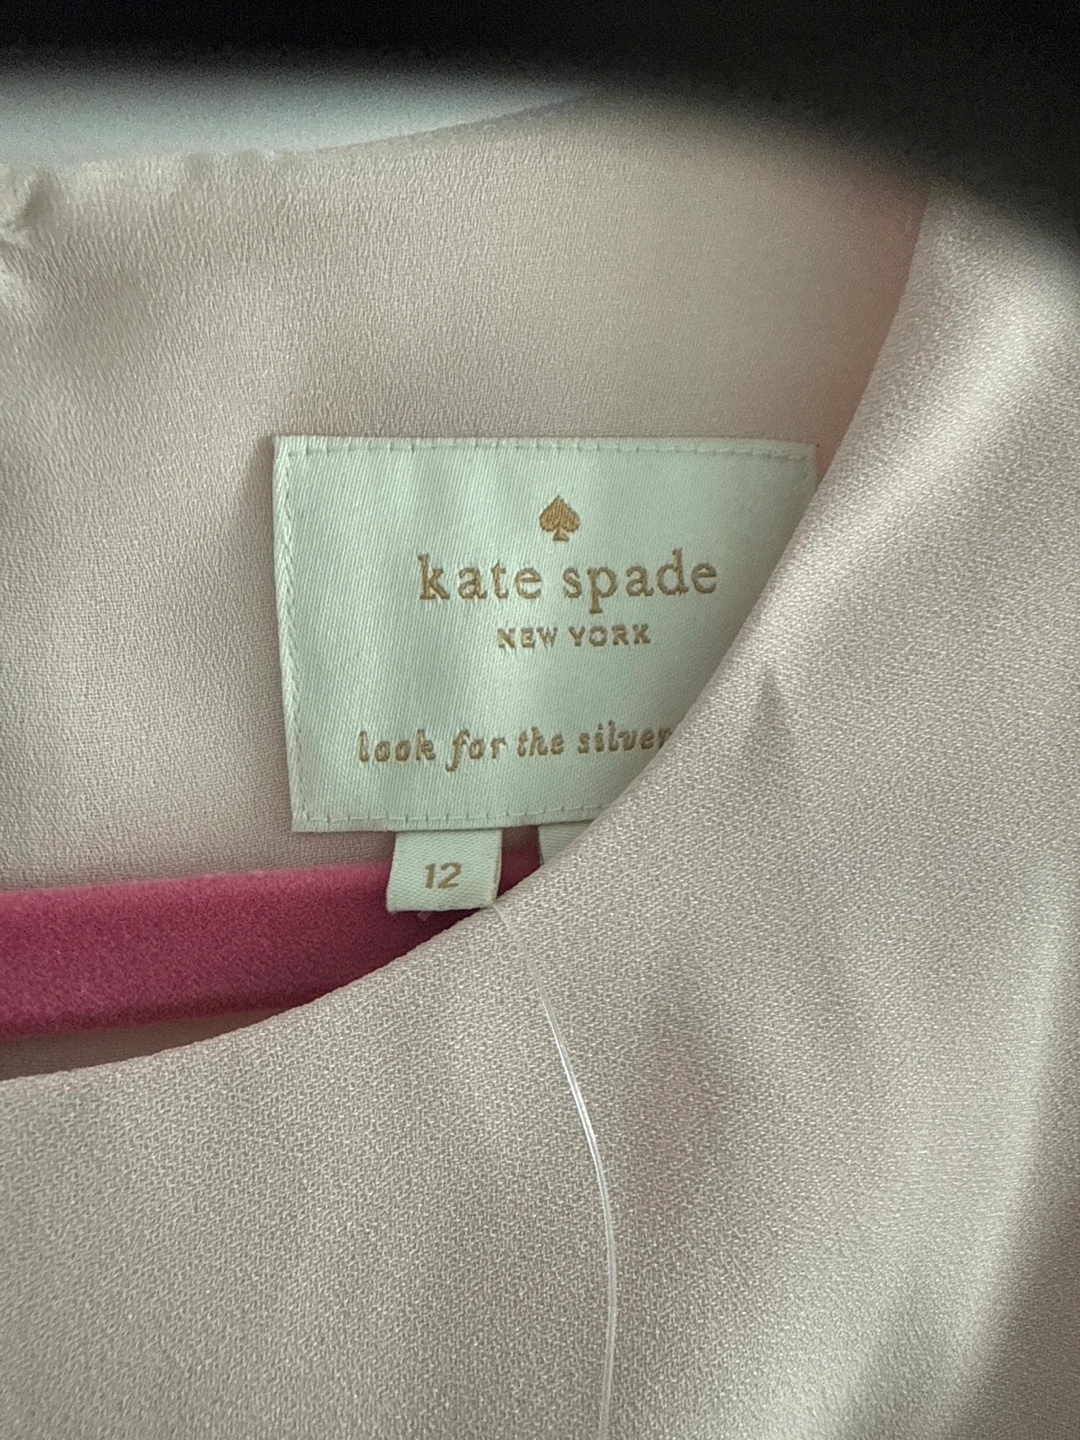 kate spade
NEW YORK
look for the silver
12